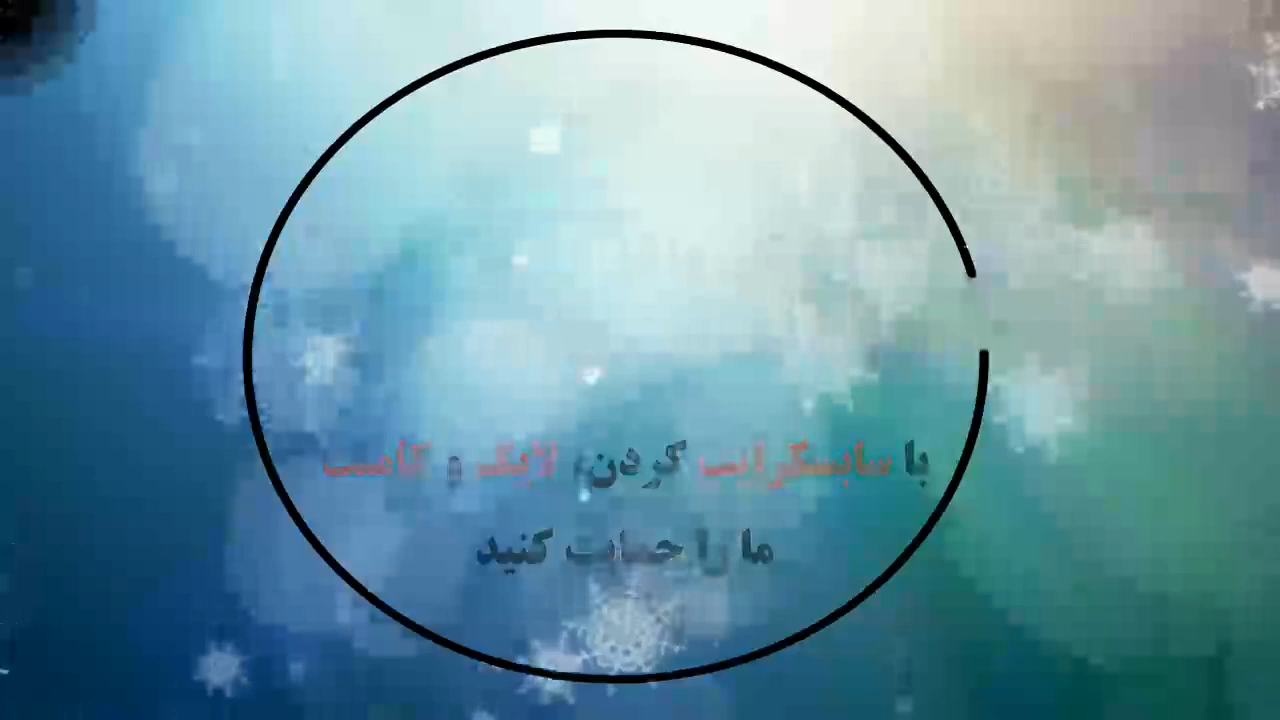 با سابسکرایب کردن، لایک و کامنت
ما را حمایت کنید